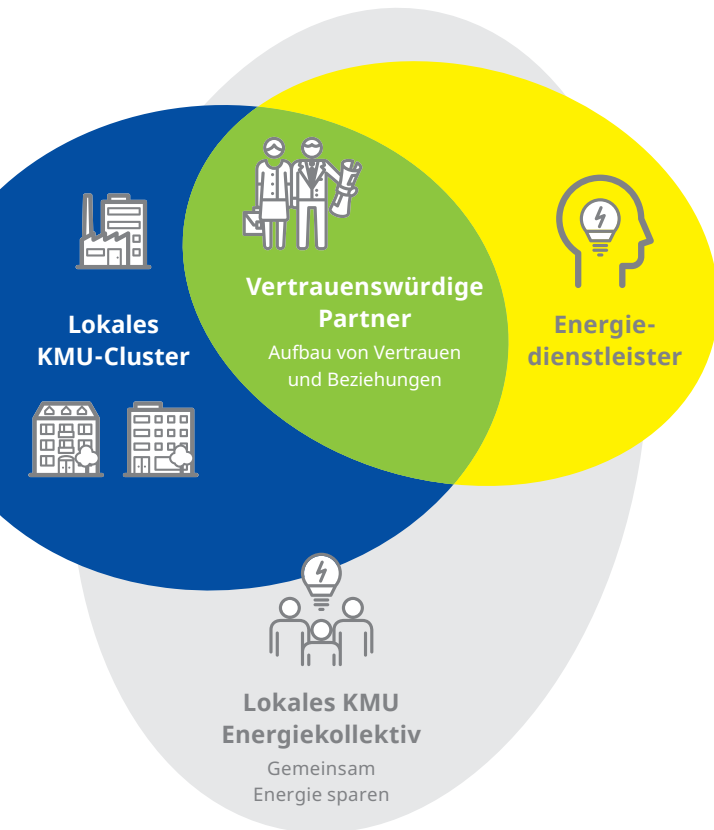 Vertrauenswürdige
Partner
Aufbau von Vertrauen
und Beziehungen
Lokales
KMU-Cluster
Energie-
dienstleister
Lokales KMU
Energiekollektiv
Gemeinsam
Energie sparen